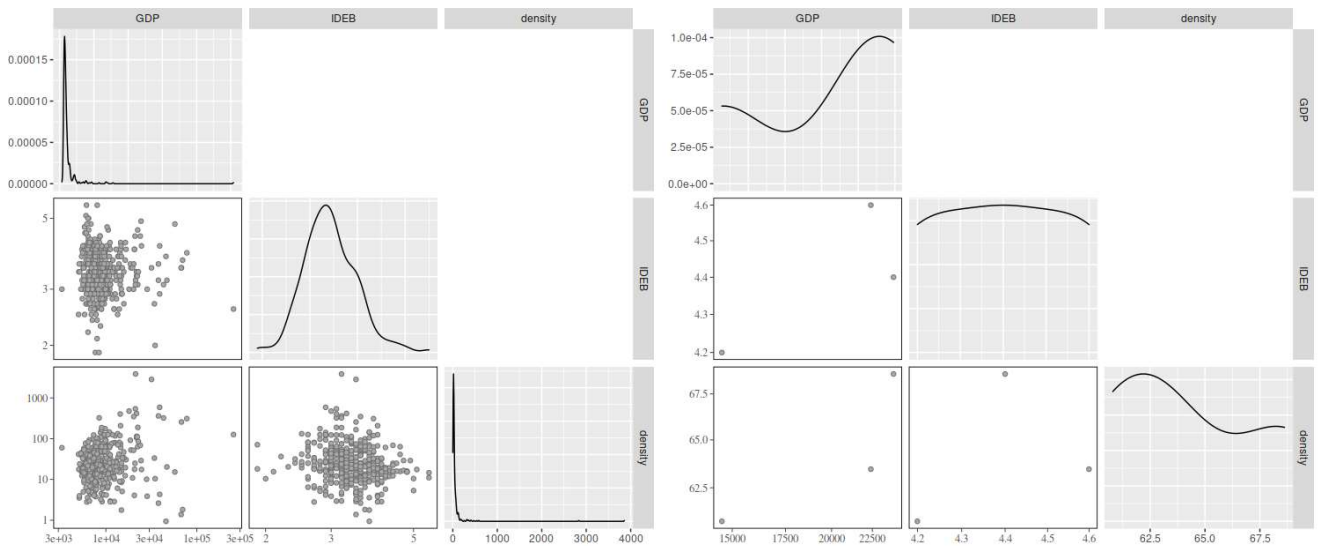 GDP IDEB density GDP IDEB density
0.00015 1.0e-04
0.00010 7.5e-05
0.00005 5.0e-05
2.5e-05
0.00000 0.0e+00
GDP GDP
5 4.6
4.5
3 4.4
4.3
2 4.2
IDEB IDEB
1000 67.5
100 65.0
10 62.5
1
density density
3e+03 1e+04 3e+04 1e+05 3e+05 2 3 5 0 1000 2000 3000 4000 15000 17500 20000 22500 4.2 4.3 4.4 4.5 4.6 62.5 65.0 67.5